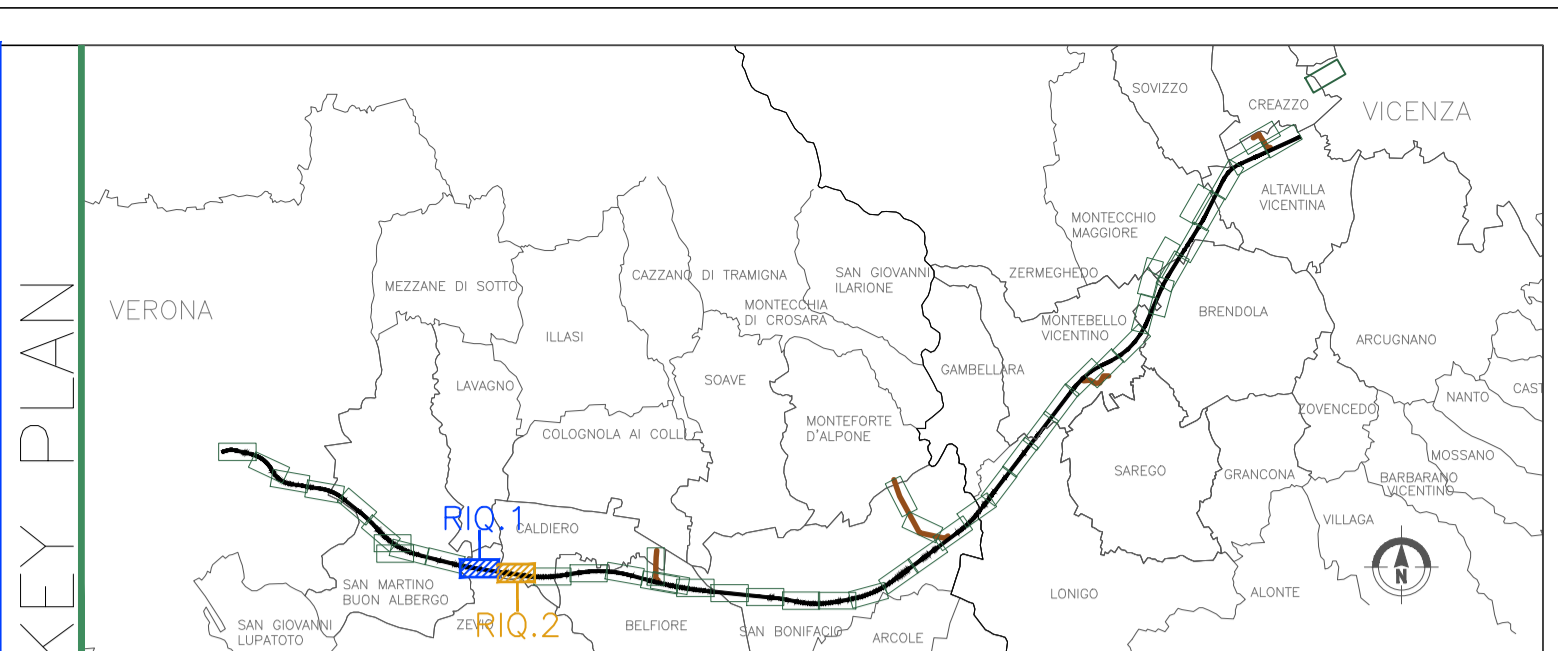 KEY PLAN
SOVIZZO
CREAZZO
VICENZA
ALTAVILLA
VICENTINA
MONTECCHIO
MAGGIORE
VERONA
MEZZANE DI SOTTO
CAZZANO DI TRAMIGNA
SAN GIOVANNI
ILARIONE
ZERMEGHEDO
MONTECCHIA
DI CROSARA
ILLASI
MONTEBELLO
VICENTINO
BRENDOLA
ARCUGNANO
LAVAGNO
SOAVE
GAMBELLARA
NANTO
CAST
ZOVENCEDO
COLOGNOLA AI COLLI
MONTEFORTE
D'ALPONE
SAREGO
GRANCONA
MOSSANO
BARBARANO
VICENTINO
RIQ.1
CALDIERO
VILLAGA
N
SAN MARTINO
BUON ALBERGO
LONIGO
ALONTE
SAN GIOVANNI
LUPATOTO
ZEVIO
RIQ.2
BELFIORE
SAN BONIFACIO
ARCOLE